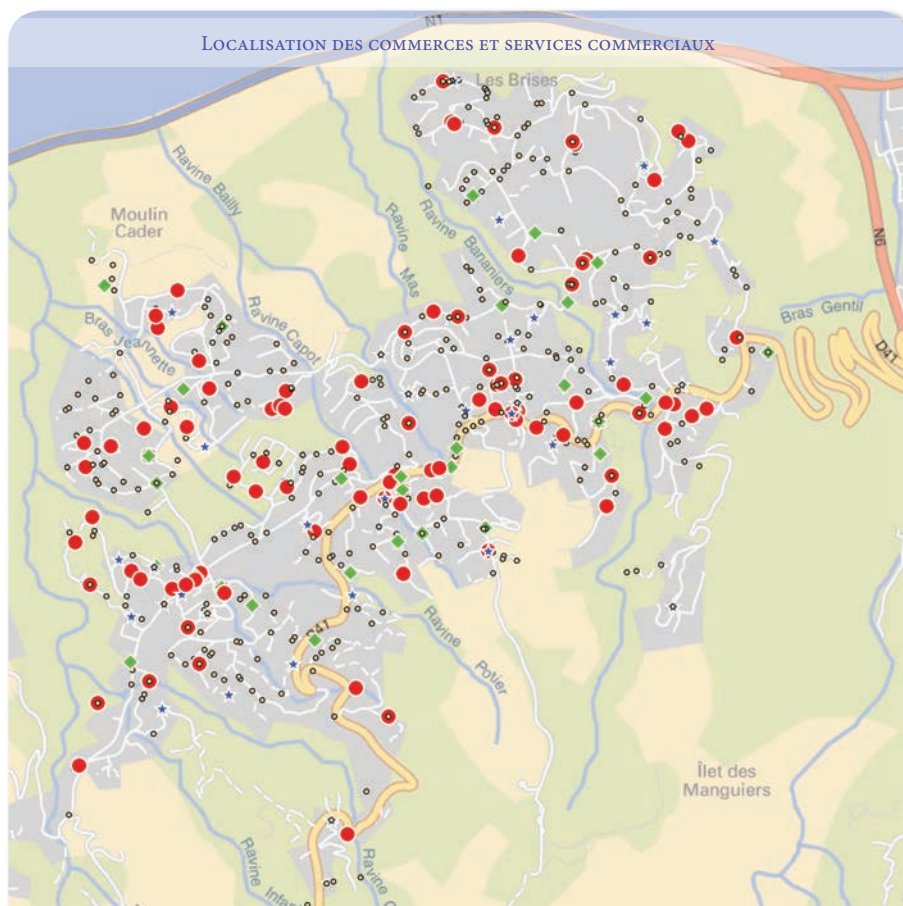 Localisation des commerces et services commerciaux
N1
Les Brises
Ravine Bailly
Moulin
Cader
Ravine Mas
Ravine Bananiers
N6
Bras Gentil
D41
Bras Jeannette
Ravine Capot
D41
Ravine Potier
Îlet des
Manguiers
Ravine
Ravine